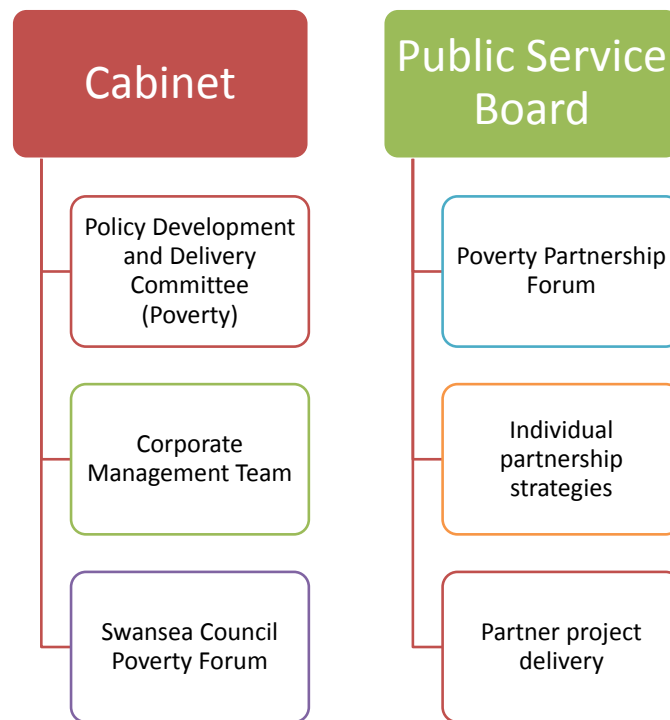 Cabinet
Policy Development
and Delivery
Committee
(Poverty)
Corporate
Management Team
Swansea Council
Poverty Forum
Public Service
Board
Poverty Partnership
Forum
Individual
partnership
strategies
Partner project
delivery